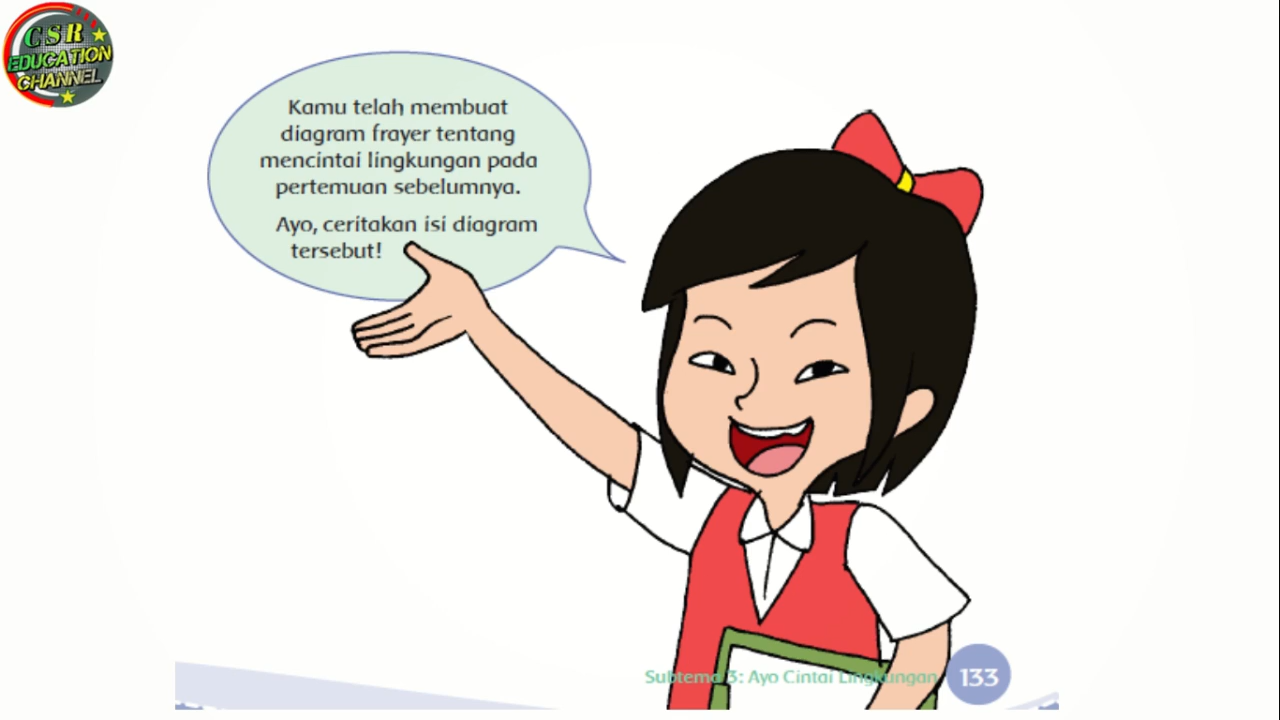 CSR
EDUCATION
CHANNEL
Kamu telah membuat
diagram frayer tentang
mencintai lingkungan pada
pertemuan sebelumnya.
Ayo, ceritakan isi diagram
tersebut!
Subtema 3: Ayo Cintai Lingkungan
133